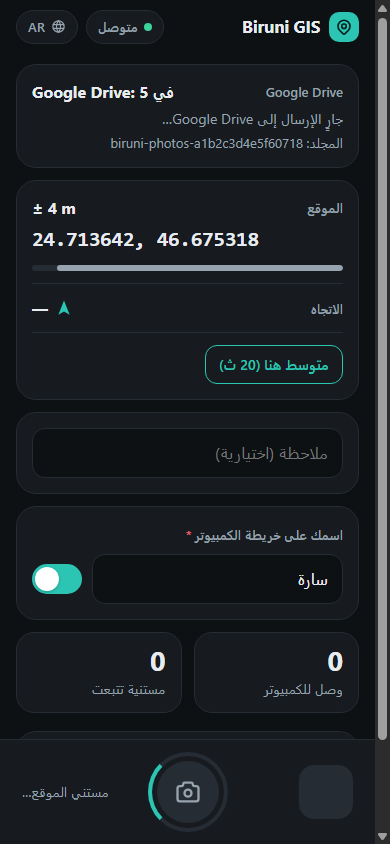 Biruni GIS
متوصل
AR
Google Drive
Google Drive: 5 في
جارٍ الإرسال إلى Google Drive...
المجلد: biruni-photos-a1b2c3d4e5f60718
الموقع
± 4 m
24.713642, 46.675318
الاتجاه
—
متوسط هنا (20 ث)
ملاحظة (اختيارية)
اسمك على خريطة الكمبيوتر *
سارة
0
وصل للكمبيوتر
0
مستنية تتبعت
مستني الموقع...